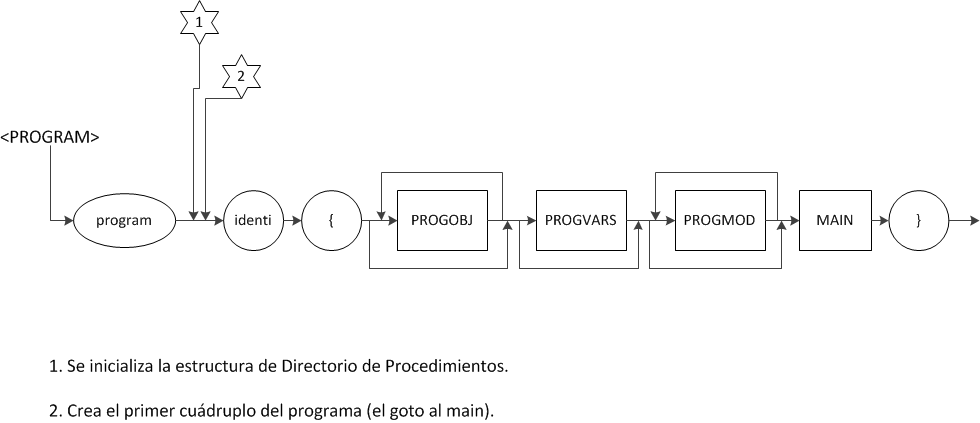 1
2
<PROGRAM>
program
identi
{
PROGOBJ
PROGVARS
PROGMOD
MAIN
}
1. Se inicializa la estructura de Directorio de Procedimientos.
2. Crea el primer cuádruplo del programa (el goto al main).